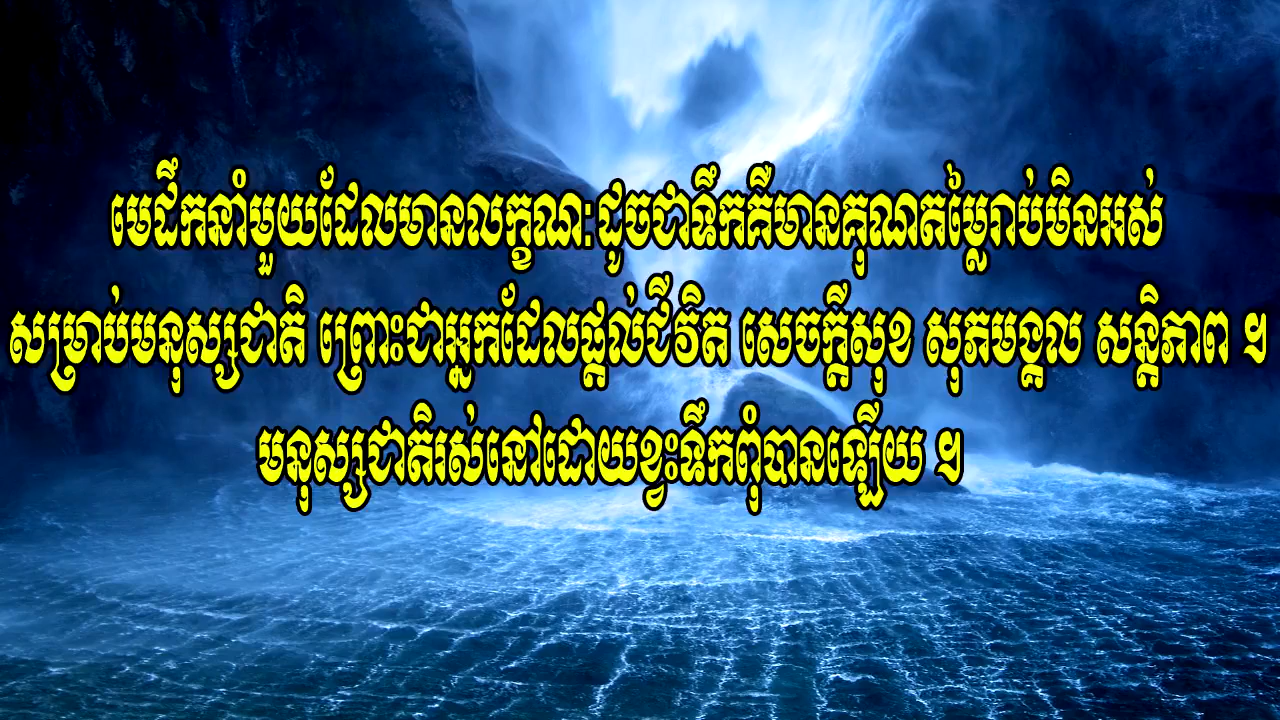 មេដឹកនាំមួយដែលមានលក្ខណៈដូចជាទឹកគឺមានគុណតម្លៃរាប់មិនអស់
សម្រាប់មនុស្សជាតិ ព្រោះជាអ្នកដែលផ្តល់ជីវិត សេចក្តីសុខ សុភមង្គល សន្តិភាព ។
មនុស្សជាតិរស់នៅដោយខ្វះទឹកពុំបានឡើយ ។